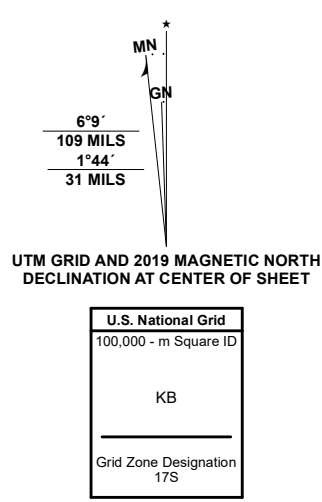 ★
MN
GN
6°9´
109 MILS
1°44´
31 MILS
UTM GRID AND 2019 MAGNETIC NORTH
DECLINATION AT CENTER OF SHEET
U.S. National Grid
100,000 - m Square ID
KB
Grid Zone Designation
17S